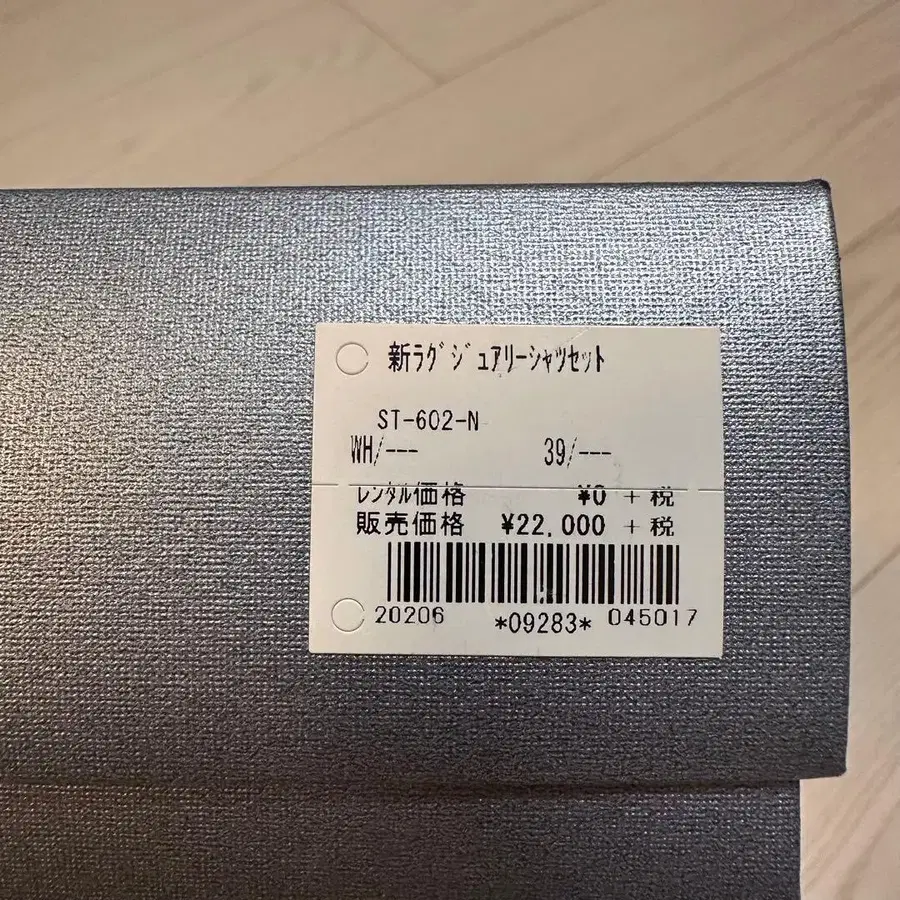 新ラグジュアリーシャツセット
ST-602-N
WH/--- 39/---
レンタル価格 ¥0 +税
販売価格 ¥22,000 +税
20206 *09283* 045017